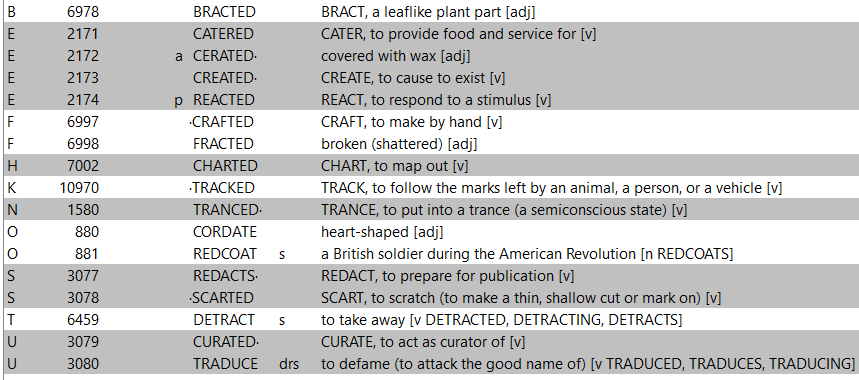 B 6978 BRACTED BRACT, a leaflike plant part [adj]
E 2171 CATERED CATER, to provide food and service for [v]
E 2172 a CERATED· covered with wax [adj]
E 2173 CREATED· CREATE, to cause to exist [v]
E 2174 p REACTED REACT, to respond to a stimulus [v]
F 6997 ·CRAFTED CRAFT, to make by hand [v]
F 6998 FRACTED broken (shattered) [adj]
H 7002 CHARTED CHART, to map out [v]
K 10970 ·TRACKED TRACK, to follow the marks left by an animal, a person, or a vehicle [v]
N 1580 TRANCED· TRANCE, to put into a trance (a semiconscious state) [v]
O 880 CORDATE heart-shaped [adj]
O 881 REDCOAT s a British soldier during the American Revolution [n REDCOATS]
S 3077 REDACTS· REDACT, to prepare for publication [v]
S 3078 ·SCARTED SCART, to scratch (to make a thin, shallow cut or mark on) [v]
T 6459 DETRACT s to take away [v DETRACTED, DETRACTING, DETRACTS]
U 3079 CURATED· CURATE, to act as curator of [v]
U 3080 TRADUCE drs to defame (to attack the good name of) [v TRADUCED, TRADUCES, TRADUCING]